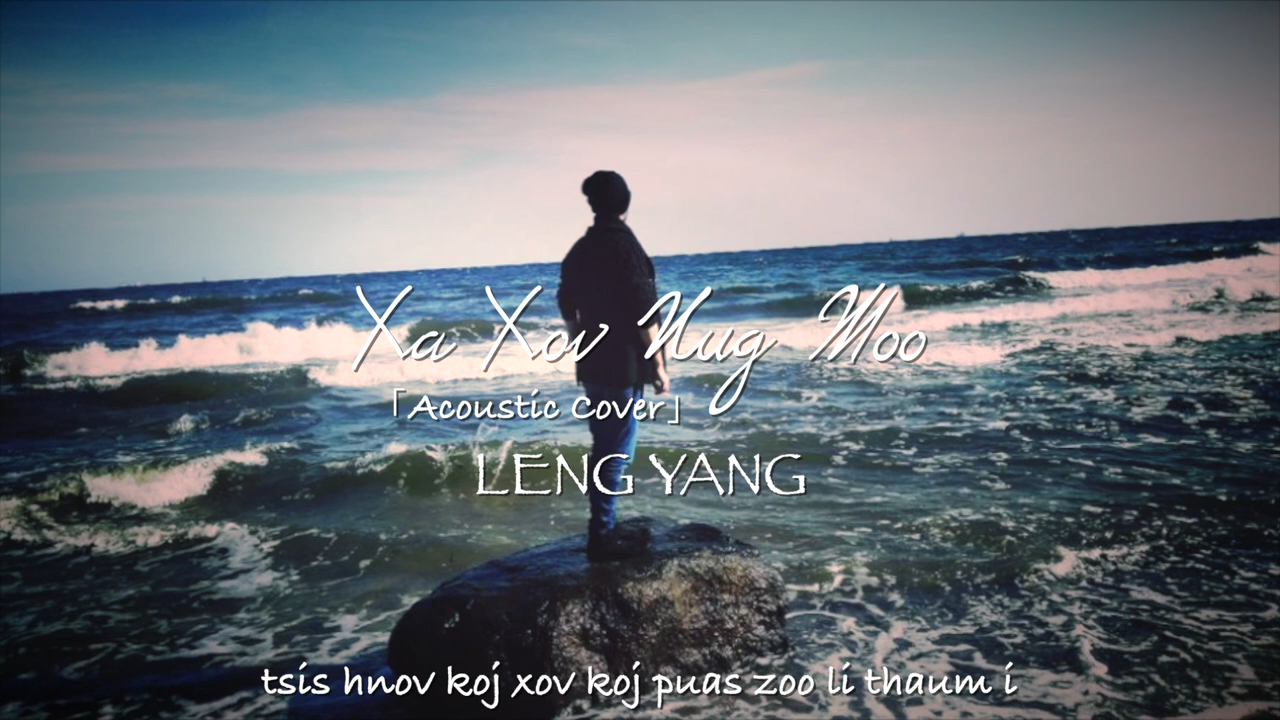 Xa Xov Nug Moo
「Acoustic Cover」
LENG YANG
tsis hnov koj xov koj puas zoo li thaum i